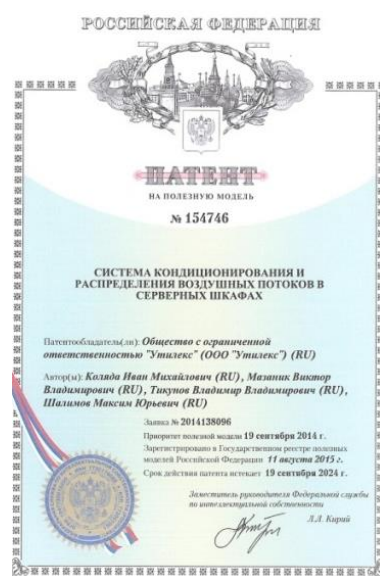 РОССИЙСКАЯ ФЕДЕРАЦИЯ
ПАТЕНТ
НА ПОЛЕЗНУЮ МОДЕЛЬ
№ 154746
СИСТЕМА КОНДИЦИОНИРОВАНИЯ И
РАСПРЕДЕЛЕНИЯ ВОЗДУШНЫХ ПОТОКОВ В
СЕРВЕРНЫХ ШКАФАХ
Патентообладатель(ли): Общество с ограниченной
ответственностью "Утилекс" (ООО "Утилекс") (RU)
Автор(ы): Коляда Иван Михайлович (RU), Мазаник Виктор
Владимирович (RU), Тикунов Владимир Владимирович (RU),
Шалимов Максим Юрьевич (RU)
Заявка № 2014138096
Приоритет полезной модели 19 сентября 2014 г.
Зарегистрировано в Государственном реестре полезных
моделей Российской Федерации 11 августа 2015 г.
Срок действия патента истекает 19 сентября 2024 г.
Заместитель руководителя Федеральной службы
по интеллектуальной собственности
Л.Л. Кирий